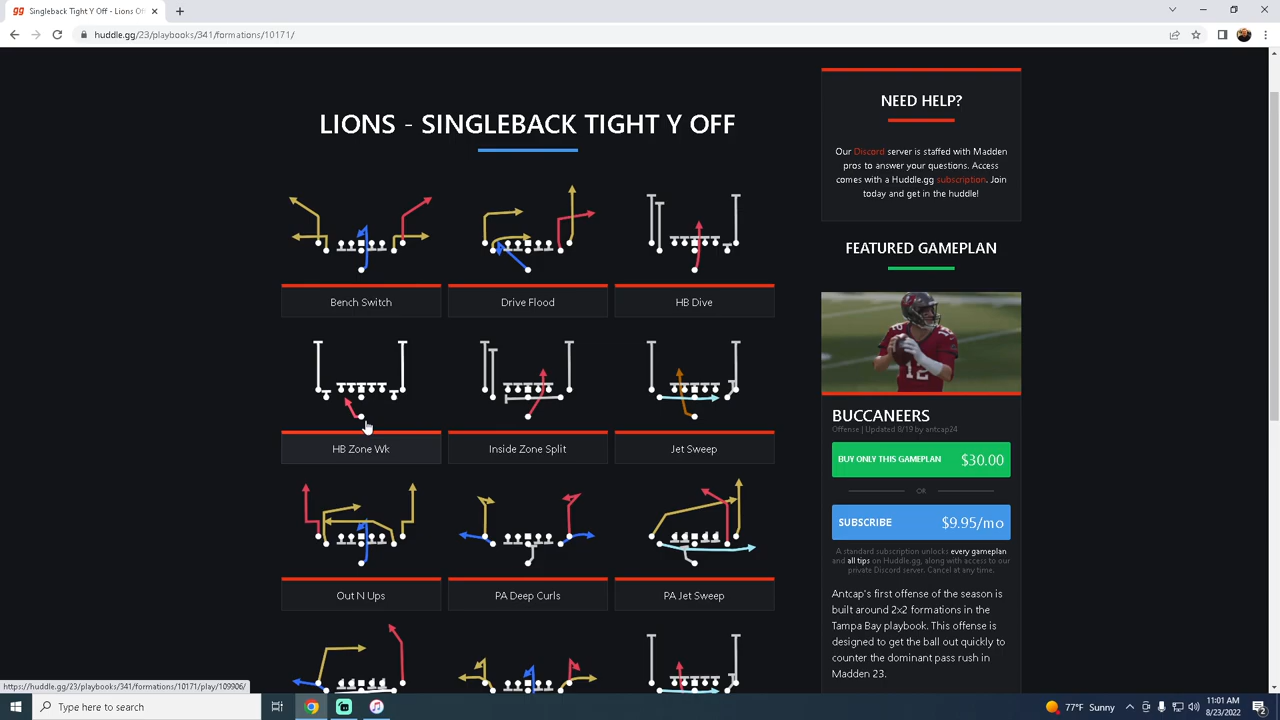 gg Singleback Tight Y Off - Lions Of
huddle.gg/23/playbooks/341/formations/10171/
LIONS - SINGLEBACK TIGHT Y OFF
Bench Switch
Drive Flood
HB Dive
HB Zone Wk
Inside Zone Split
Jet Sweep
Out N Ups
PA Deep Curls
PA Jet Sweep
NEED HELP?
Our Discord server is staffed with Madden
pros to answer your questions. Access
comes with a Huddle.gg subscription. Join
today and get in the huddle!
FEATURED GAMEPLAN
12
BUCCANEERS
Offense | Updated 8/19 by antcap24
BUY ONLY THIS GAMEPLAN $30.00
OR
SUBSCRIBE $9.95/mo
A standard subscription unlocks every gameplan
and all tips on Huddle.gg, along with access to our
private Discord server. Cancel at any time.
Antcap's first offense of the season is
built around 2x2 formations in the
Tampa Bay playbook. This offense is
designed to get the ball out quickly to
counter the dominant pass rush in
Madden 23.
https://huddle.gg/23/playbooks/341/formations/10171/play/109906/
Type here to search
77°F Sunny
11:01 AM
8/23/2022
2